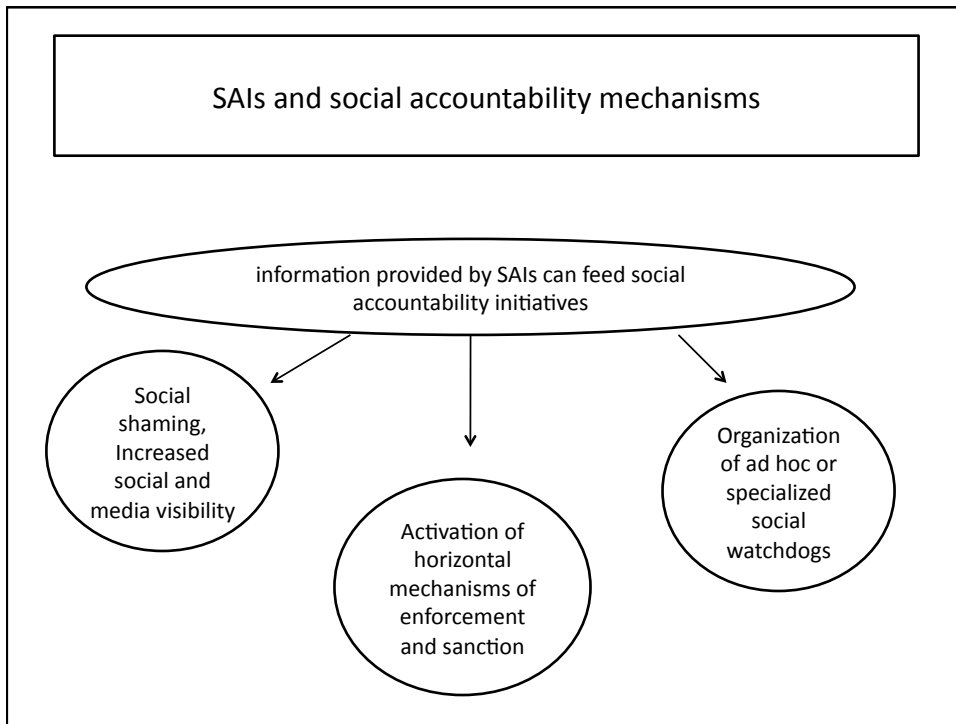 SAIs and social accountability mechanisms
information provided by SAIs can feed social
accountability initiatives
Social
shaming,
Increased
social and
media visibility
Activation of
horizontal
mechanisms of
enforcement
and sanction
Organization
of ad hoc or
specialized
social
watchdogs